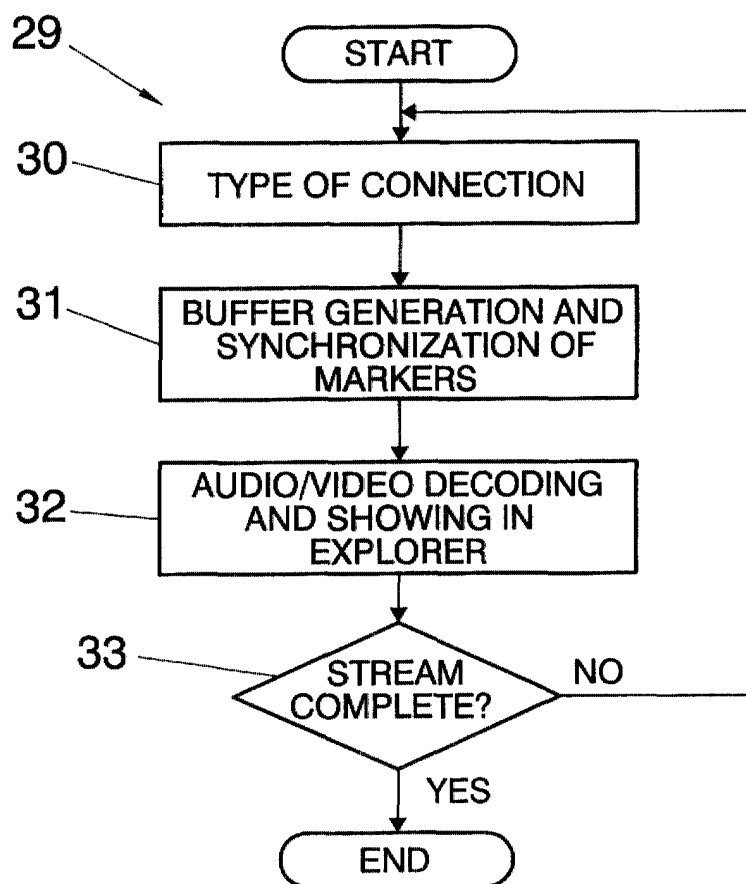 29
START
30
TYPE OF CONNECTION
31
BUFFER GENERATION AND
SYNCHRONIZATION OF
MARKERS
32
AUDIO/VIDEO DECODING
AND SHOWING IN
EXPLORER
33
STREAM
COMPLETE?
NO
YES
END